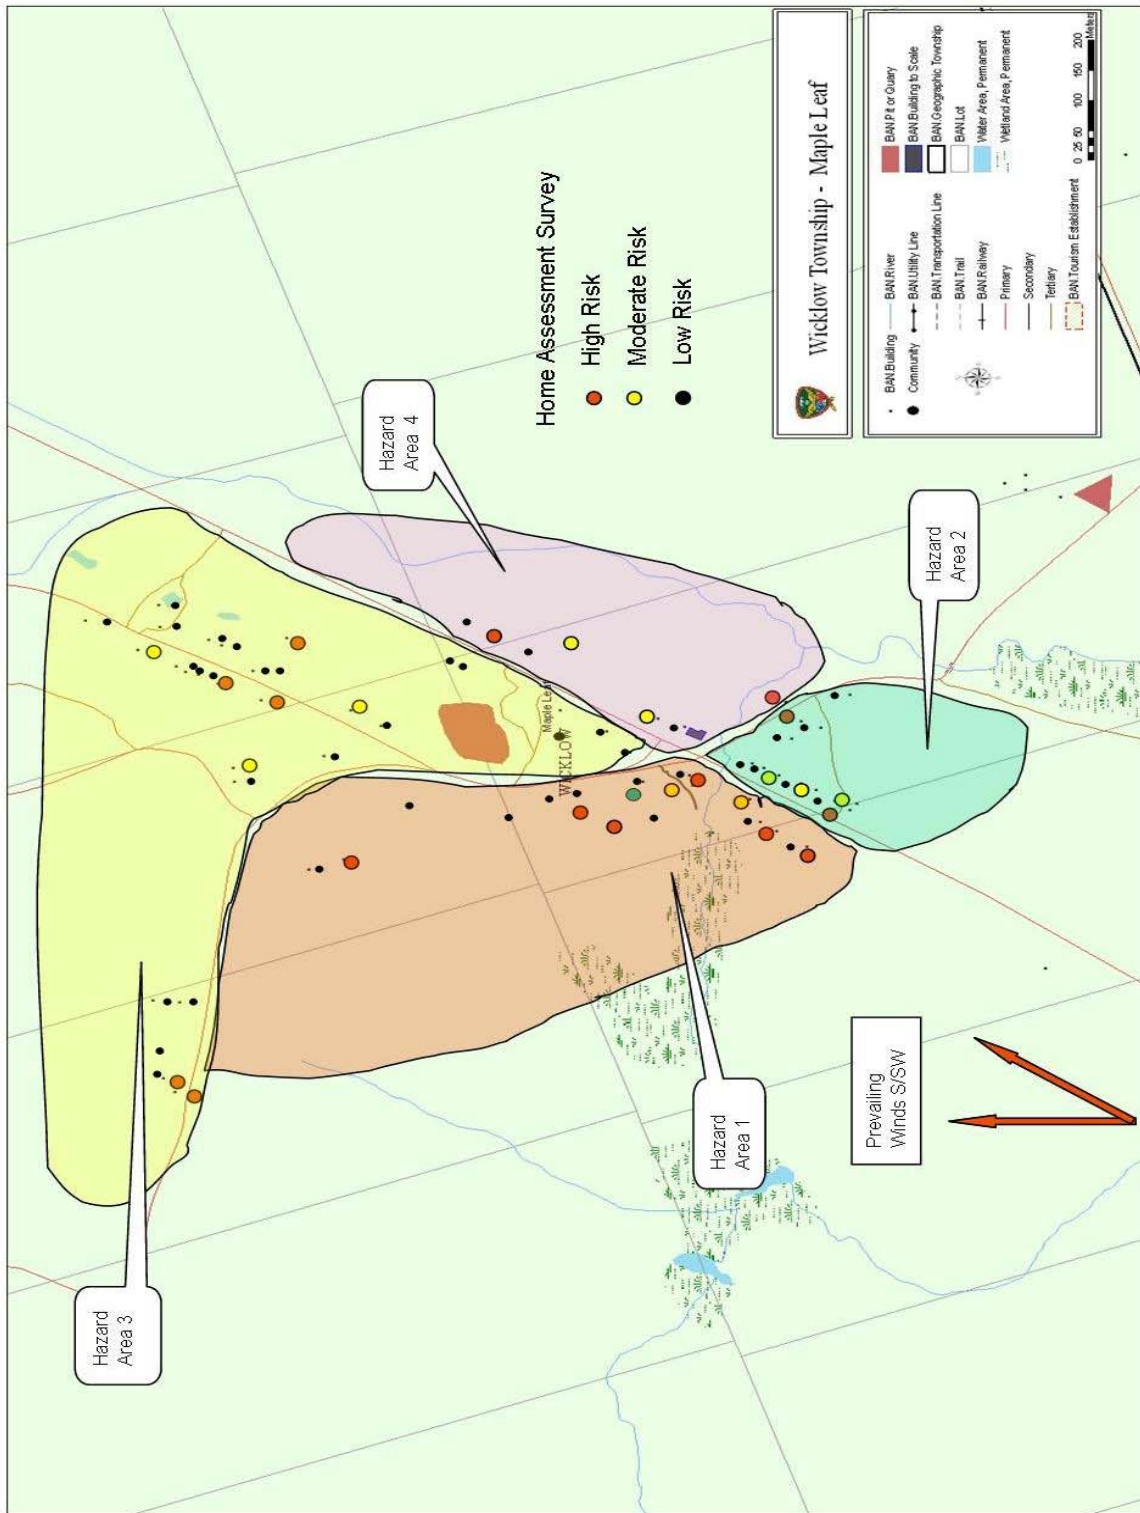 Hazard
Area 3
Hazard
Area 1
Prevailing
Winds S/SW
Hazard
Area 4
Hazard
Area 2
Maple Leaf
WICKLOW
Home Assessment Survey
High Risk
Moderate Risk
Low Risk
Wicklow Township - Maple Leaf
BAN.Building
Community
BAN.River
BAN.Utility Line
BAN.Transportation Line
BAN.Trail
BAN.Railway
Primary
Secondary
Tertiary
BAN.Tourism Establishment
BAN.Pit or Quary
BAN.Building to Scale
BAN.Geographic Township
BAN.Lot
Water Area, Permanent
Wetland Area, Permanent
0 25 50 100 150 200
Meters